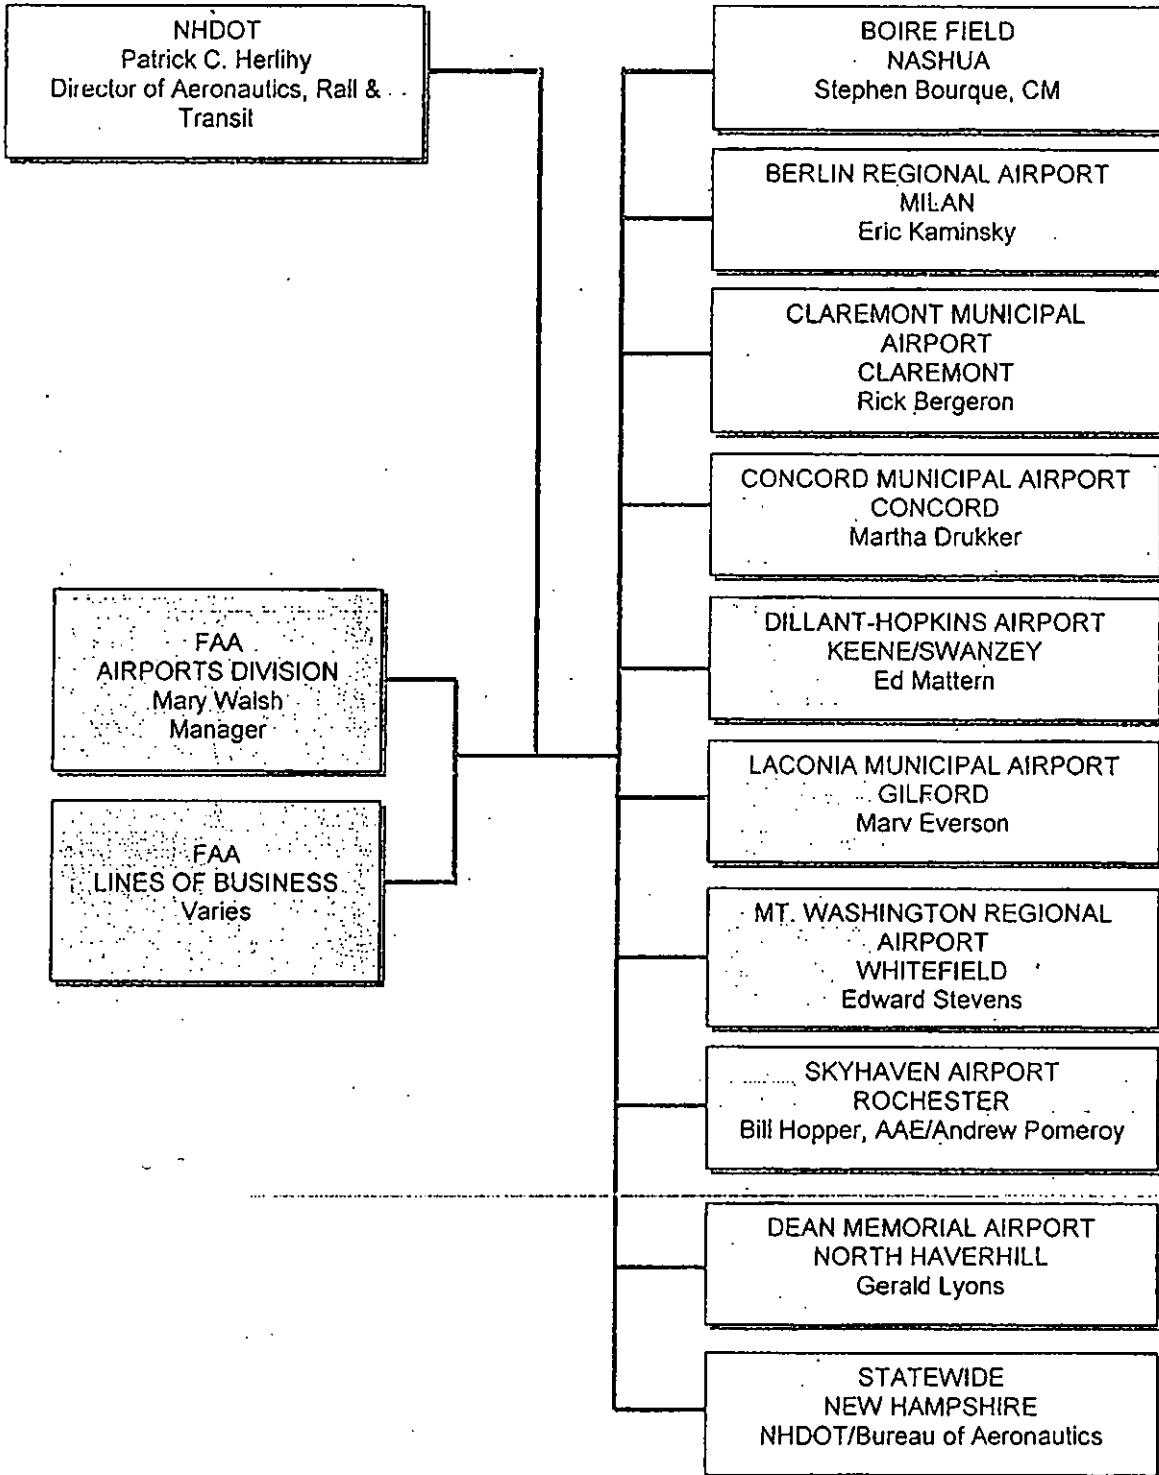 NHDOT
Patrick C. Herlihy
Director of Aeronautics, Rail &
Transit
FAA
AIRPORTS DIVISION
Mary Walsh
Manager
FAA
LINES OF BUSINESS
Varies
BOIRE FIELD
NASHUA
Stephen Bourque, CM
BERLIN REGIONAL AIRPORT
MILAN
Eric Kaminsky
CLAREMONT MUNICIPAL
AIRPORT
CLAREMONT
Rick Bergeron
CONCORD MUNICIPAL AIRPORT
CONCORD
Martha Drukker
DILLANT-HOPKINS AIRPORT
KEENE/SWANZEY
Ed Mattern
LACONIA MUNICIPAL AIRPORT
GILFORD
Marv Everson
MT. WASHINGTON REGIONAL
AIRPORT
WHITEFIELD
Edward Stevens
SKYHAVEN AIRPORT
ROCHESTER
Bill Hopper, AAE/Andrew Pomeroy
DEAN MEMORIAL AIRPORT
NORTH HAVERHILL
Gerald Lyons
STATEWIDE
NEW HAMPSHIRE
NHDOT/Bureau of Aeronautics